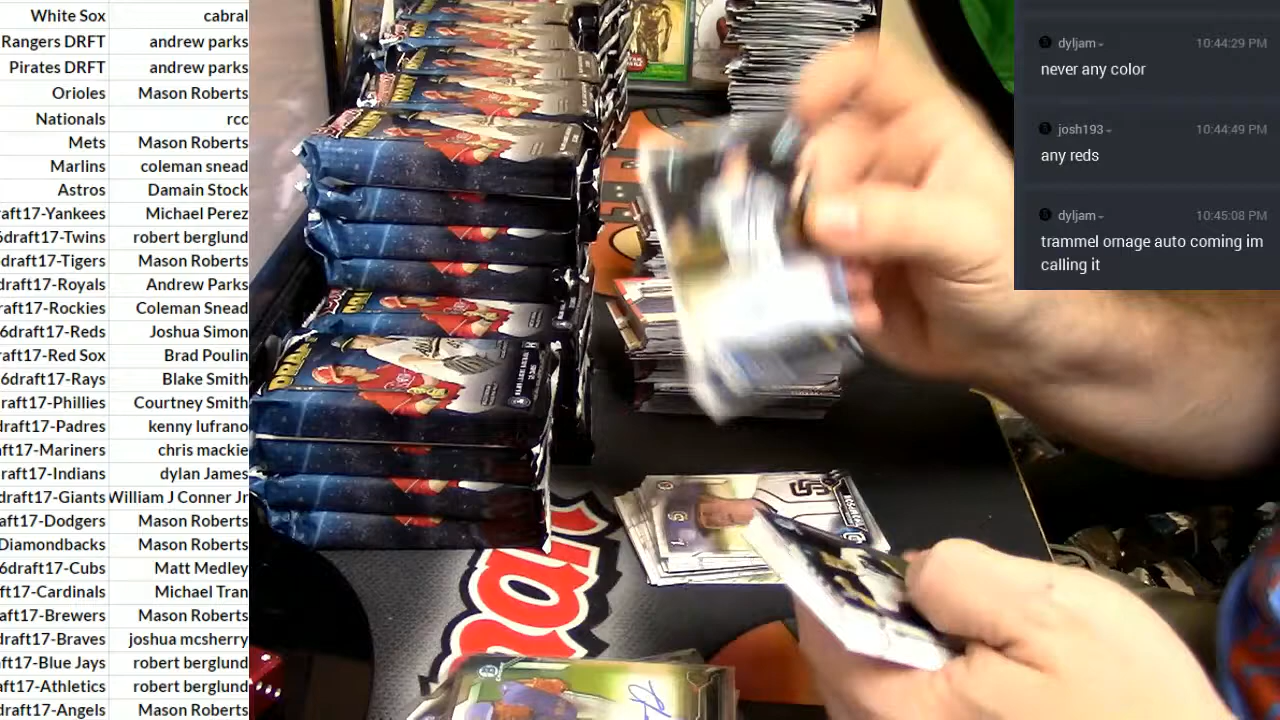 White Sox cabral
Rangers DRFT andrew parks
Pirates DRFT andrew parks
Orioles Mason Roberts
Nationals rcc
Mets Mason Roberts
Marlins coleman snead
Astros Damain Stock
raft17-Yankees Michael Perez
6draft17-Twins robert berglund
draft17-Tigers Mason Roberts
draft17-Royals Andrew Parks
raft17-Rockies Coleman Snead
6draft17-Reds Joshua Simon
raft17-Red Sox Brad Poulin
6draft17-Rays Blake Smith
raft17-Phillies Courtney Smith
raft17-Padres kenny lufrano
raft17-Mariners chris mackie
raft17-Indians dylan James
draft17-Giants William J Conner Jr
aft17-Dodgers Mason Roberts
Diamondbacks Mason Roberts
6draft17-Cubs Matt Medley
aft17-Cardinals Michael Tran
aft17-Brewers Mason Roberts
draft17-Braves joshua mcsherry
aft17-Blue Jays robert berglund
aft17-Athletics robert berglund
draft17-Angels Mason Roberts
dyljam 10:44:29 PM
never any color
josh193 10:44:49 PM
any reds
dyljam 10:45:08 PM
trammel omage auto coming im
calling it
DRAFT